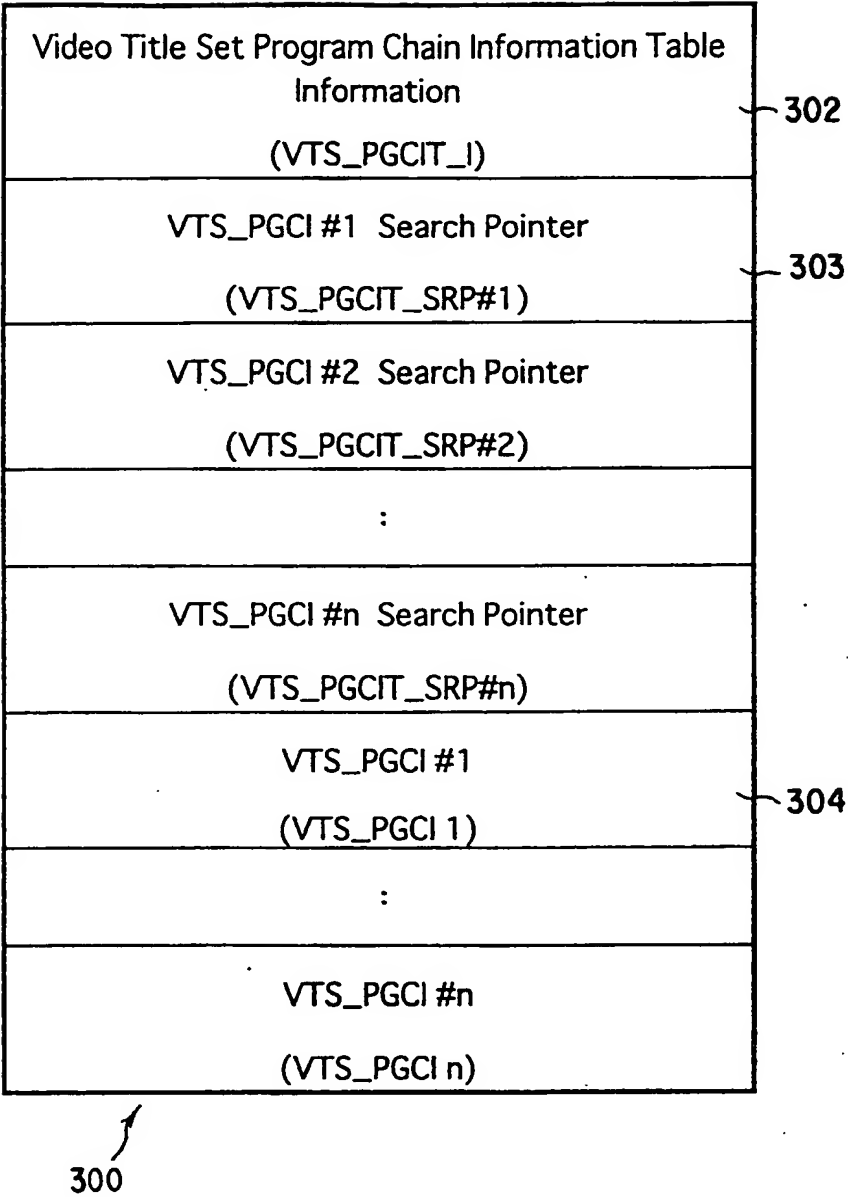 Video Title Set Program Chain Information Table
Information
(VTS_PGCIT_I)
302
VTS_PGCI #1 Search Pointer
(VTS_PGCIT_SRP#1)
303
VTS_PGCI #2 Search Pointer
(VTS_PGCIT_SRP#2)
:
VTS_PGCI #n Search Pointer
(VTS_PGCIT_SRP#n)
VTS_PGCI #1
(VTS_PGCI 1)
304
:
VTS_PGCI #n
(VTS_PGCI n)
300